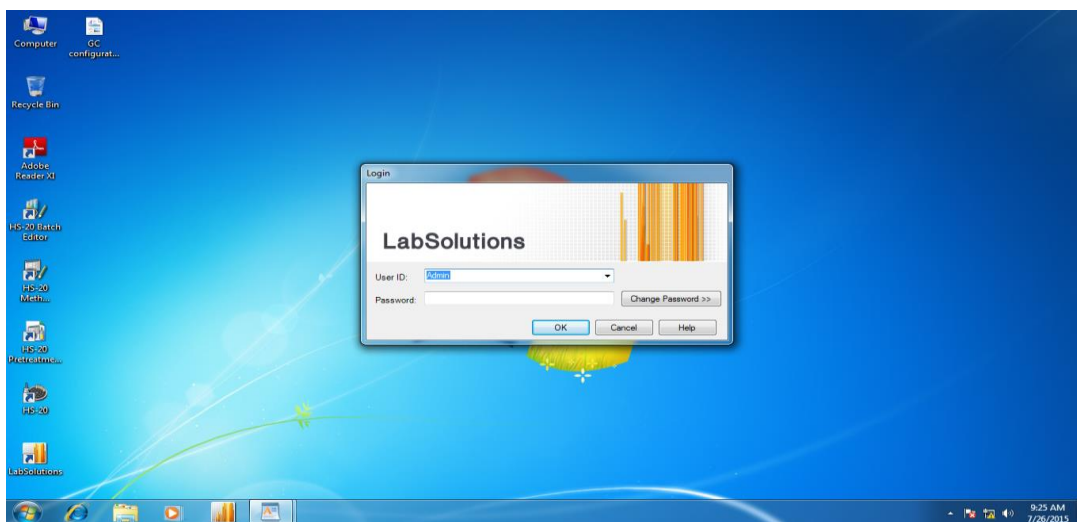 Computer
GC
configurat...
Recycle Bin
Adobe
Reader XI
HS-20 Batch
Editor
HS-20
Meth...
HS-20
Pretreatme...
HS-20
LabSolutions
Login
LabSolutions
User ID:
Admin
Password:
Change Password >>
OK
Cancel
Help
9:25 AM
7/26/2015